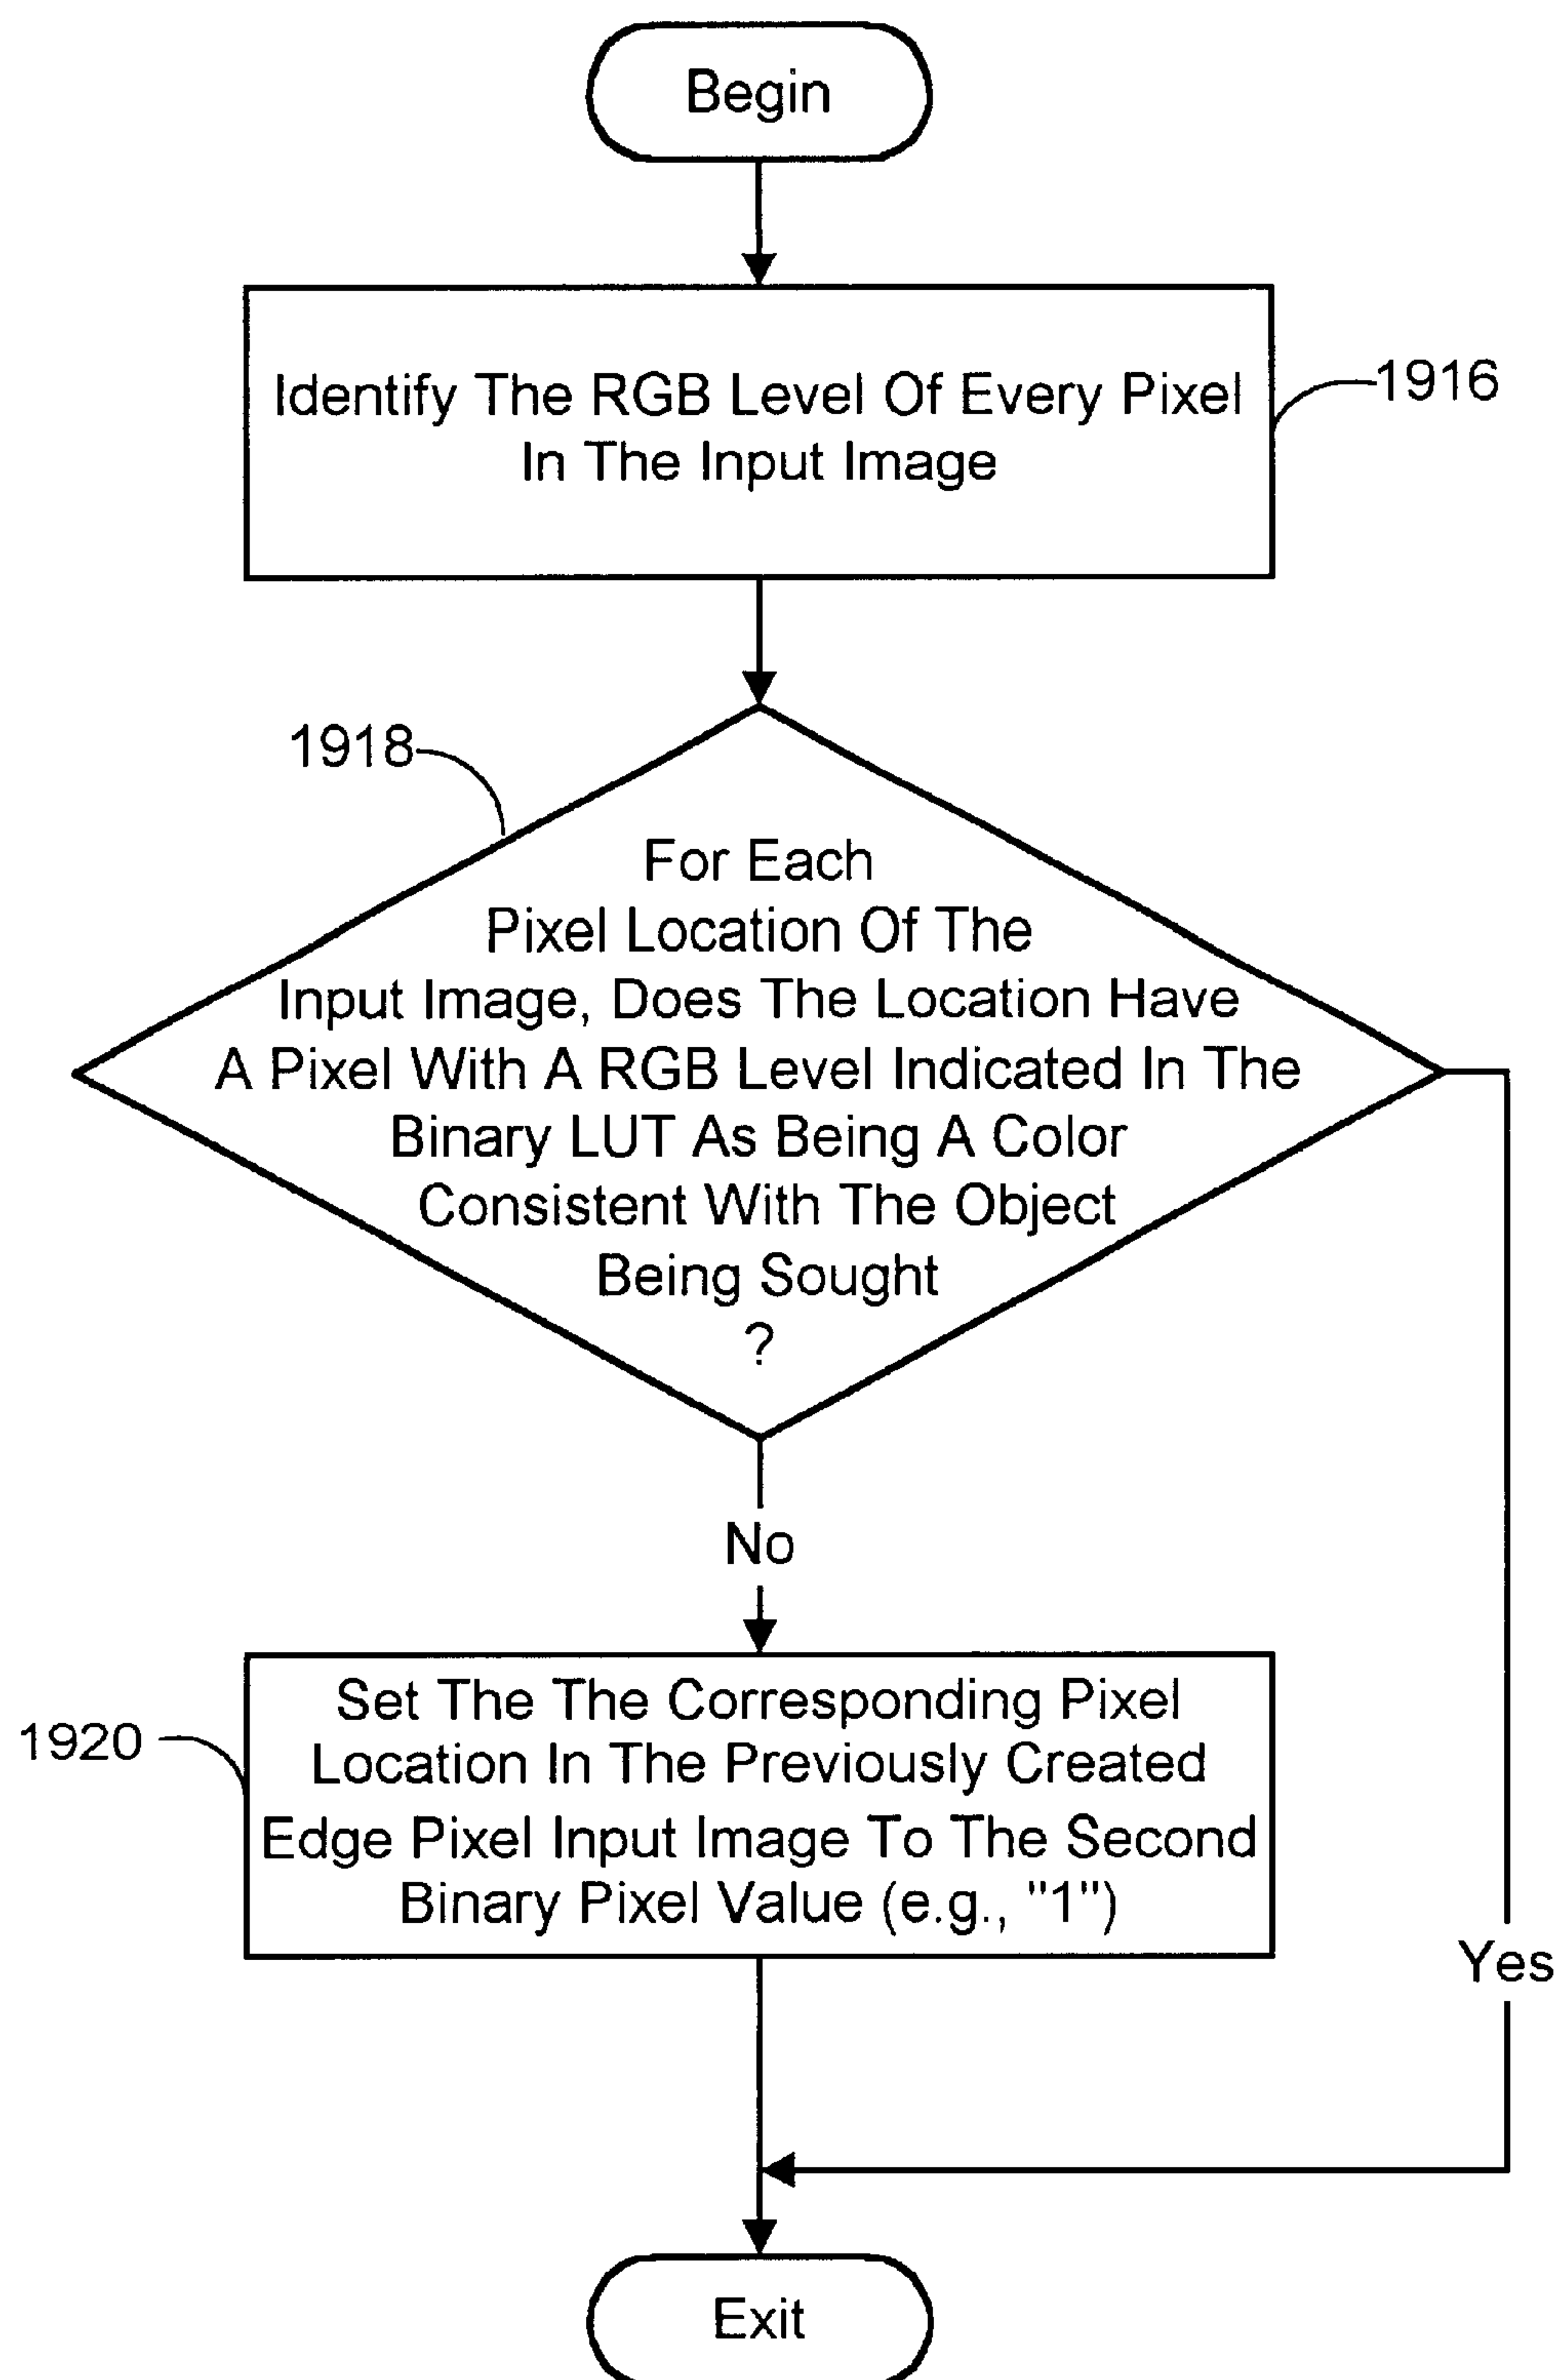 Begin
Identify The RGB Level Of Every Pixel
In The Input Image
1916
1918
For Each
Pixel Location Of The
Input Image, Does The Location Have
A Pixel With A RGB Level Indicated In The
Binary LUT As Being A Color
Consistent With The Object
Being Sought
?
No
Set The The Corresponding Pixel
Location In The Previously Created
Edge Pixel Input Image To The Second
Binary Pixel Value (e.g., "1")
1920
Yes
Exit